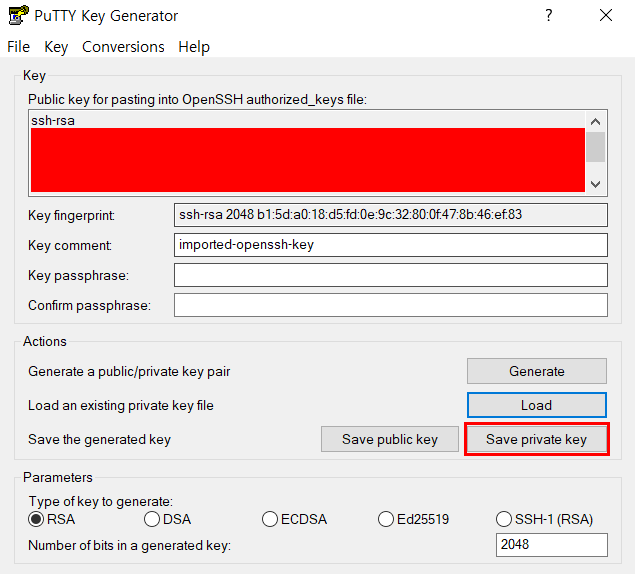 PuTTY Key Generator
File Key Conversions Help
Key
Public key for pasting into OpenSSH authorized_keys file:
ssh-rsa
Key fingerprint: ssh-rsa 2048 b1:5d:a0:18:d5:fd:0e:9c:32:80:0f:47:8b:46:ef:83
Key comment: imported-openssh-key
Key passphrase:
Confirm passphrase:
Actions
Generate a public/private key pair Generate
Load an existing private key file Load
Save the generated key Save public key Save private key
Parameters
Type of key to generate:
RSA DSA ECDSA Ed25519 SSH-1 (RSA)
Number of bits in a generated key: 2048